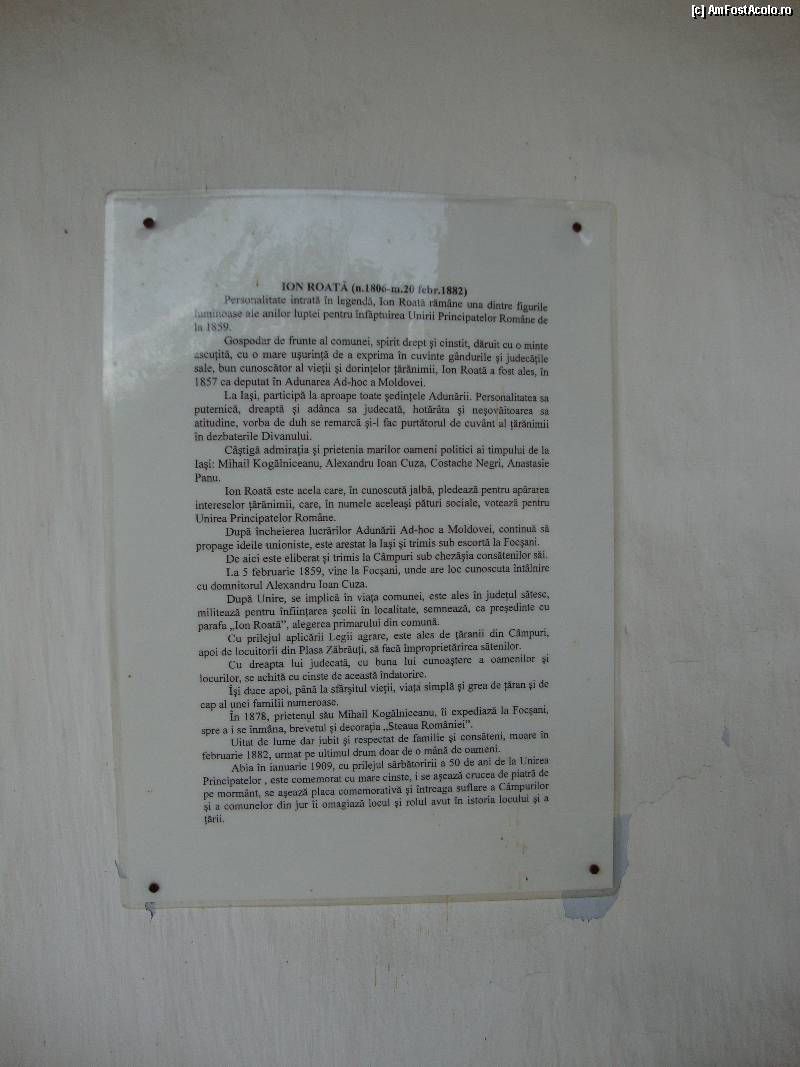 [c] AmFostAcolo.ro
ION ROATĂ (n.1806-m.20 febr.1882)
Personalitate intrată în legendă, Ion Roată rămâne una dintre figurile
luminoase ale anilor luptei pentru înfăptuirea Unirii Principatelor Române de
la 1859.
Gospodar de frunte al comunei, spirit drept şi cinstit, dăruit cu o minte
ascuţită, cu o mare uşurinţă de a exprima în cuvinte gândurile şi judecăţile
sale, bun cunoscător al vieţii şi dorinţelor ţărănimii, Ion Roată a fost ales, în
1857 ca deputat în Adunarea Ad-hoc a Moldovei.
La Iaşi, participă la aproape toate şedinţele Adunării. Personalitatea sa
puternică, dreaptă şi adânca sa judecată, hotărâta şi neşovăitoarea sa
atitudine, vorba de duh se remarcă şi-l fac purtătorul de cuvânt al ţărănimii
în dezbaterile Divanului.
Câştigă admiraţia şi prietenia marilor oameni politici ai timpului de la
Iaşi: Mihail Kogălniceanu, Alexandru Ioan Cuza, Costache Negri, Anastasie
Panu.
Ion Roată este acela care, în cunoscută jalbă, pledează pentru apărarea
intereselor ţărănimii, care, în numele aceleaşi pături sociale, votează pentru
Unirea Principatelor Române.
După încheierea lucrărilor Adunării Ad-hoc a Moldovei, continuă să
propage ideile unioniste, este arestat la Iaşi şi trimis sub escortă la Focşani.
De aici este eliberat şi trimis la Câmpuri sub chezăşia consătenilor săi.
La 5 februarie 1859, vine la Focşani, unde are loc cunoscuta întâlnire
cu domnitorul Alexandru Ioan Cuza.
După Unire, se implică în viaţa comunei, este ales în judeţul sătesc,
militează pentru înfiinţarea şcolii în localitate, semnează, ca preşedinte cu
parafa „Ion Roată”, alegerea primarului din comună.
Cu prilejul aplicării Legii agrare, este ales de ţăranii din Câmpuri,
apoi de locuitorii din Plasa Zăbrăuţi, să facă împroprietărirea sătenilor.
Cu dreapta lui judecată, cu buna lui cunoaştere a oamenilor şi
locurilor, se achită cu cinste de această îndatorire.
Îşi duce apoi, până la sfârşitul vieţii, viaţa simplă şi grea de ţăran şi de
cap al unei familii numeroase.
În 1878, prietenul său Mihail Kogălniceanu, îi expediază la Focşani,
spre a i se înmâna, brevetul şi decoraţia „Steaua României”.
Uitat de lume dar iubit şi respectat de familie şi consăteni, moare în
februarie 1882, urmat pe ultimul drum doar de o mână de oameni.
Abia în ianuarie 1909, cu prilejul sărbătoririi a 50 de ani de la Unirea
Principatelor , este comemorat cu mare cinste, i se aşează crucea de piatră de
pe mormânt, se aşează placa comemorativă şi întreaga suflare a Câmpurilor
şi a comunelor din jur îi omagiază locul şi rolul avut în istoria locului şi a
ţării.